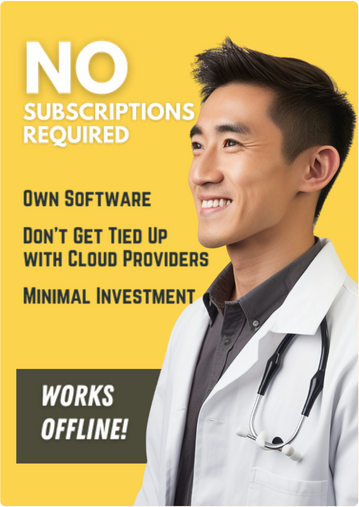 NO
SUBSCRIPTIONS
REQUIRED
OWN SOFTWARE
DON'T GET TIED UP
WITH CLOUD PROVIDERS
MINIMAL INVESTMENT
WORKS
OFFLINE!